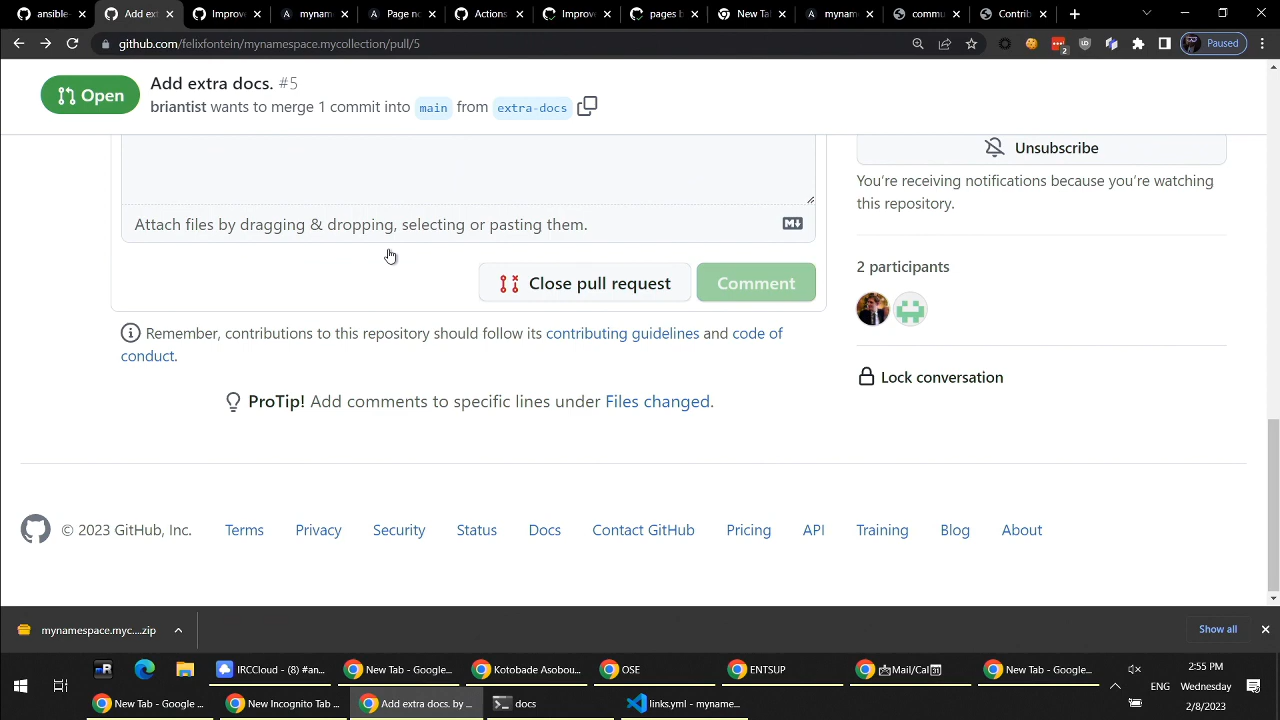 ansible
Add ext
Improve
mynam
Page no
Actions
Improve
pages b
New Tal
mynam
commu
Contrib
github.com/felixfontein/mynamespace.mycollection/pull/5
2
Paused
Open
Add extra docs. #5
briantist wants to merge 1 commit into main from extra-docs
Unsubscribe
You're receiving notifications because you're watching
this repository.
Attach files by dragging & dropping, selecting or pasting them.
Close pull request
Comment
2 participants
Remember, contributions to this repository should follow its contributing guidelines and code of
conduct.
Lock conversation
ProTip! Add comments to specific lines under Files changed.
© 2023 GitHub, Inc.
Terms
Privacy
Security
Status
Docs
Contact GitHub
Pricing
API
Training
Blog
About
mynamespace.myc....zip
Show all
IRCCloud - (8) #an...
New Tab - Google...
Kotobade Asobou...
OSE
ENTSUP
Mail/Cal
New Tab - Google...
2:55 PM
ENG
Wednesday
2/8/2023
New Tab - Google ...
New Incognito Tab ...
Add extra docs. by ...
docs
links.yml - myname...